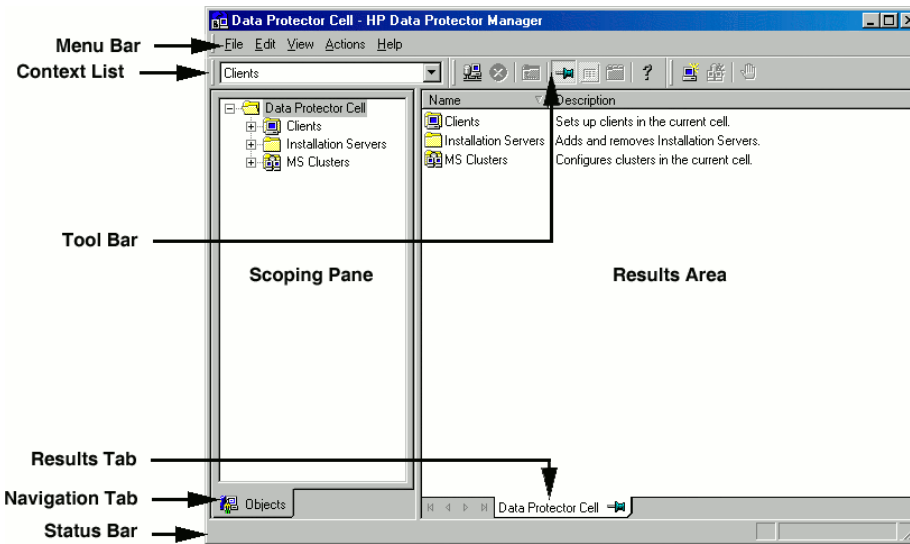 Data Protector Cell - HP Data Protector Manager
Menu Bar
File Edit View Actions Help
Context List
Clients
?
Name Description
Data Protector Cell
Clients
Installation Servers
MS Clusters
Clients Sets up clients in the current cell.
Installation Servers Adds and removes Installation Servers.
MS Clusters Configures clusters in the current cell.
Tool Bar
Scoping Pane
Results Area
Results Tab
Navigation Tab
Objects
Data Protector Cell
Status Bar